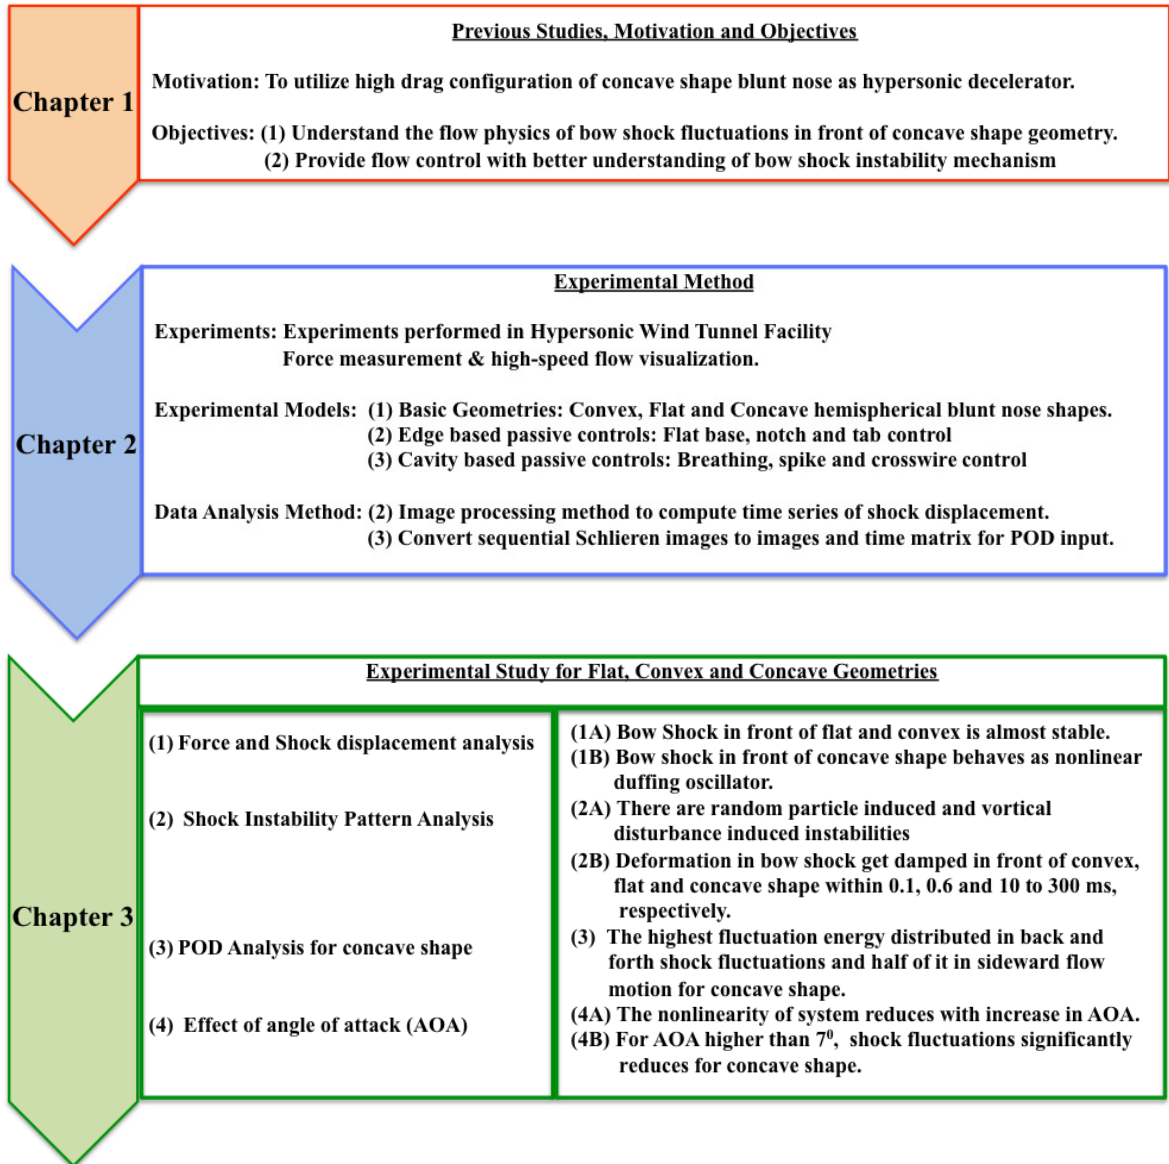 Chapter 1
Previous Studies, Motivation and Objectives
Motivation: To utilize high drag configuration of concave shape blunt nose as hypersonic decelerator.
Objectives: (1) Understand the flow physics of bow shock fluctuations in front of concave shape geometry.
(2) Provide flow control with better understanding of bow shock instability mechanism
Chapter 2
Experimental Method
Experiments: Experiments performed in Hypersonic Wind Tunnel Facility
Force measurement & high-speed flow visualization.
Experimental Models: (1) Basic Geometries: Convex, Flat and Concave hemispherical blunt nose shapes.
(2) Edge based passive controls: Flat base, notch and tab control
(3) Cavity based passive controls: Breathing, spike and crosswire control
Data Analysis Method: (2) Image processing method to compute time series of shock displacement.
(3) Convert sequential Schlieren images to images and time matrix for POD input.
Chapter 3
Experimental Study for Flat, Convex and Concave Geometries
(1) Force and Shock displacement analysis
(2) Shock Instability Pattern Analysis
(3) POD Analysis for concave shape
(4) Effect of angle of attack (AOA)
(1A) Bow Shock in front of flat and convex is almost stable.
(1B) Bow shock in front of concave shape behaves as nonlinear
duffing oscillator.
(2A) There are random particle induced and vortical
disturbance induced instabilities
(2B) Deformation in bow shock get damped in front of convex,
flat and concave shape within 0.1, 0.6 and 10 to 300 ms,
respectively.
(3) The highest fluctuation energy distributed in back and
forth shock fluctuations and half of it in sideward flow
motion for concave shape.
(4A) The nonlinearity of system reduces with increase in AOA.
(4B) For AOA higher than 7⁰, shock fluctuations significantly
reduces for concave shape.